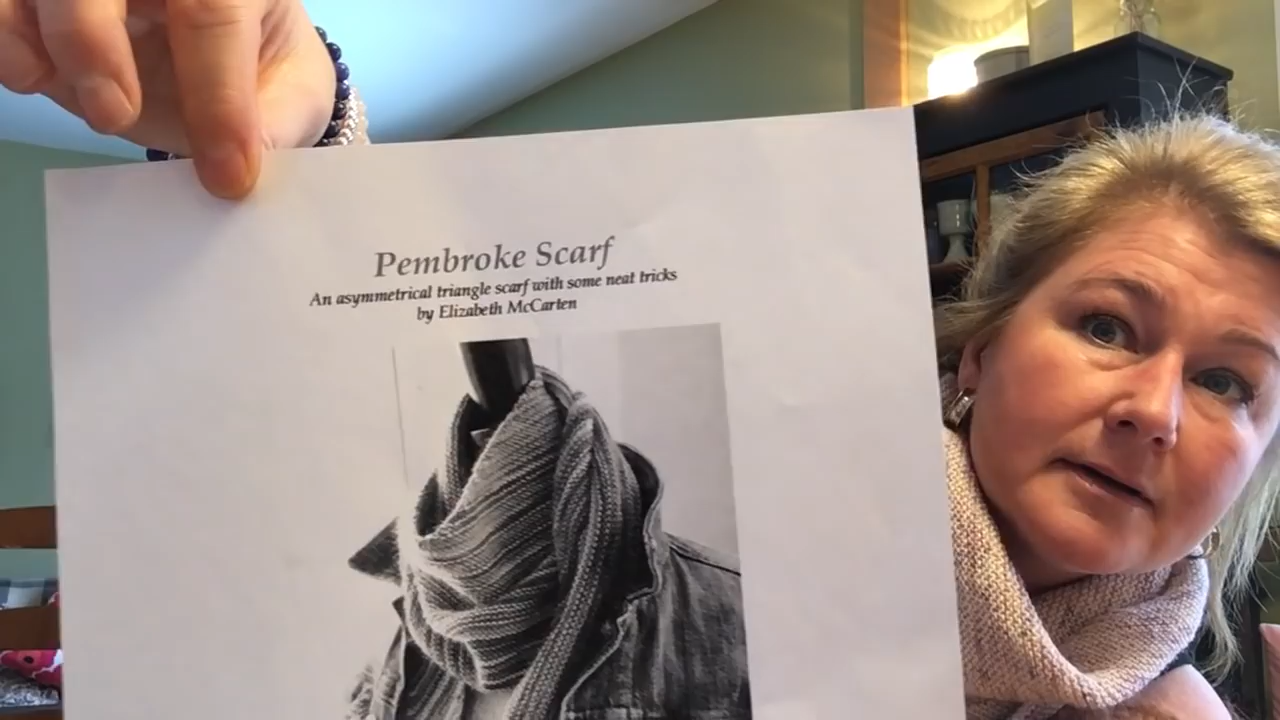 Pembroke Scarf
An asymmetrical triangle scarf with some neat tricks
by Elizabeth McCarten